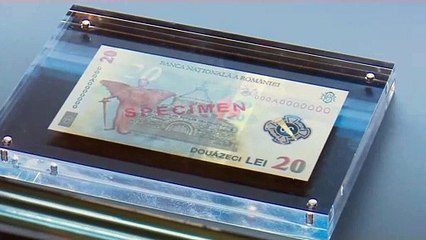 20
BANCA NAȚIONALĂ A ROMÂNIEI
000A0000000
SPECIMEN
DOUĂZECI LEI 20